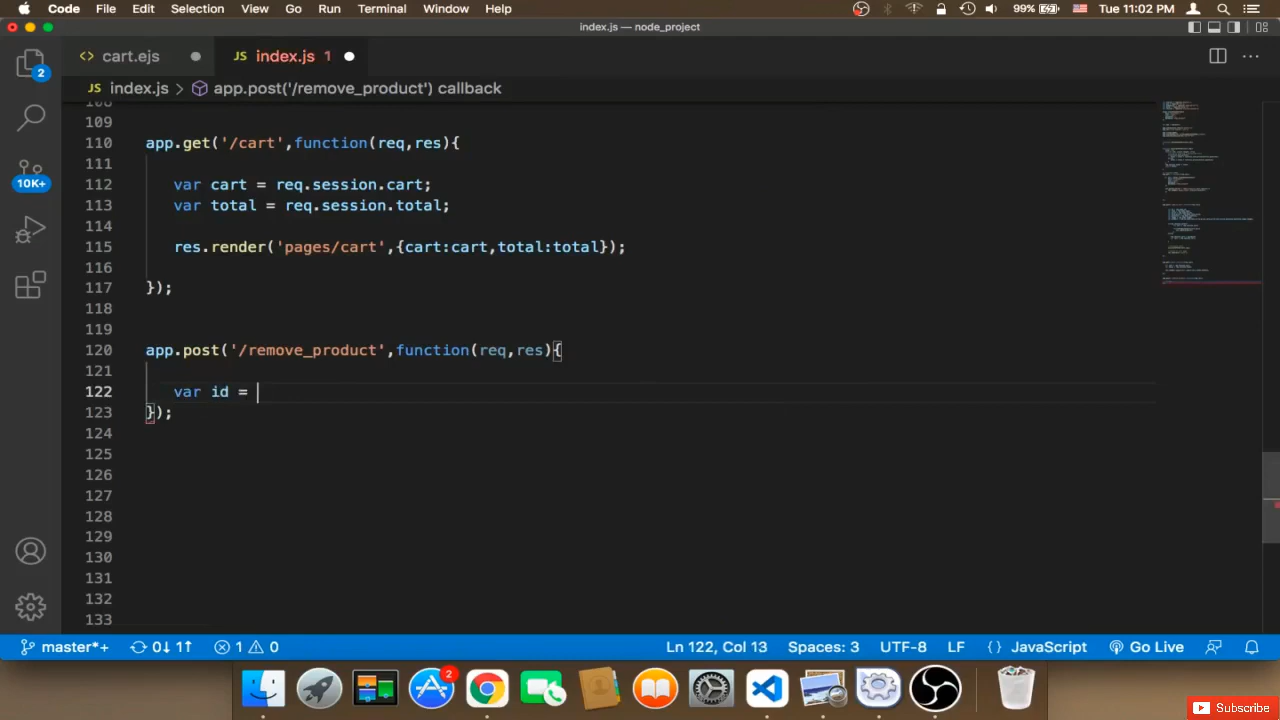 Code File Edit Selection View Go Run Terminal Window Help 99% Tue 11:02 PM
index.js — node_project
<> cart.ejs JS index.js 1
2
JS index.js > app.post('/remove_product') callback
108
109
110 app.get('/cart',function(req,res){
111
112 var cart = req.session.cart;
113 var total = req.session.total;
114
115 res.render('pages/cart',{cart:cart,total:total});
116
117 });
118
119
120 app.post('/remove_product',function(req,res){
121
122 var id =
123 });
124
125
126
127
128
129
130
131
132
133
10K+
master*+ 0↓ 1↑ 1 0 Ln 122, Col 13 Spaces: 3 UTF-8 LF {} JavaScript Go Live
2
Subscribe